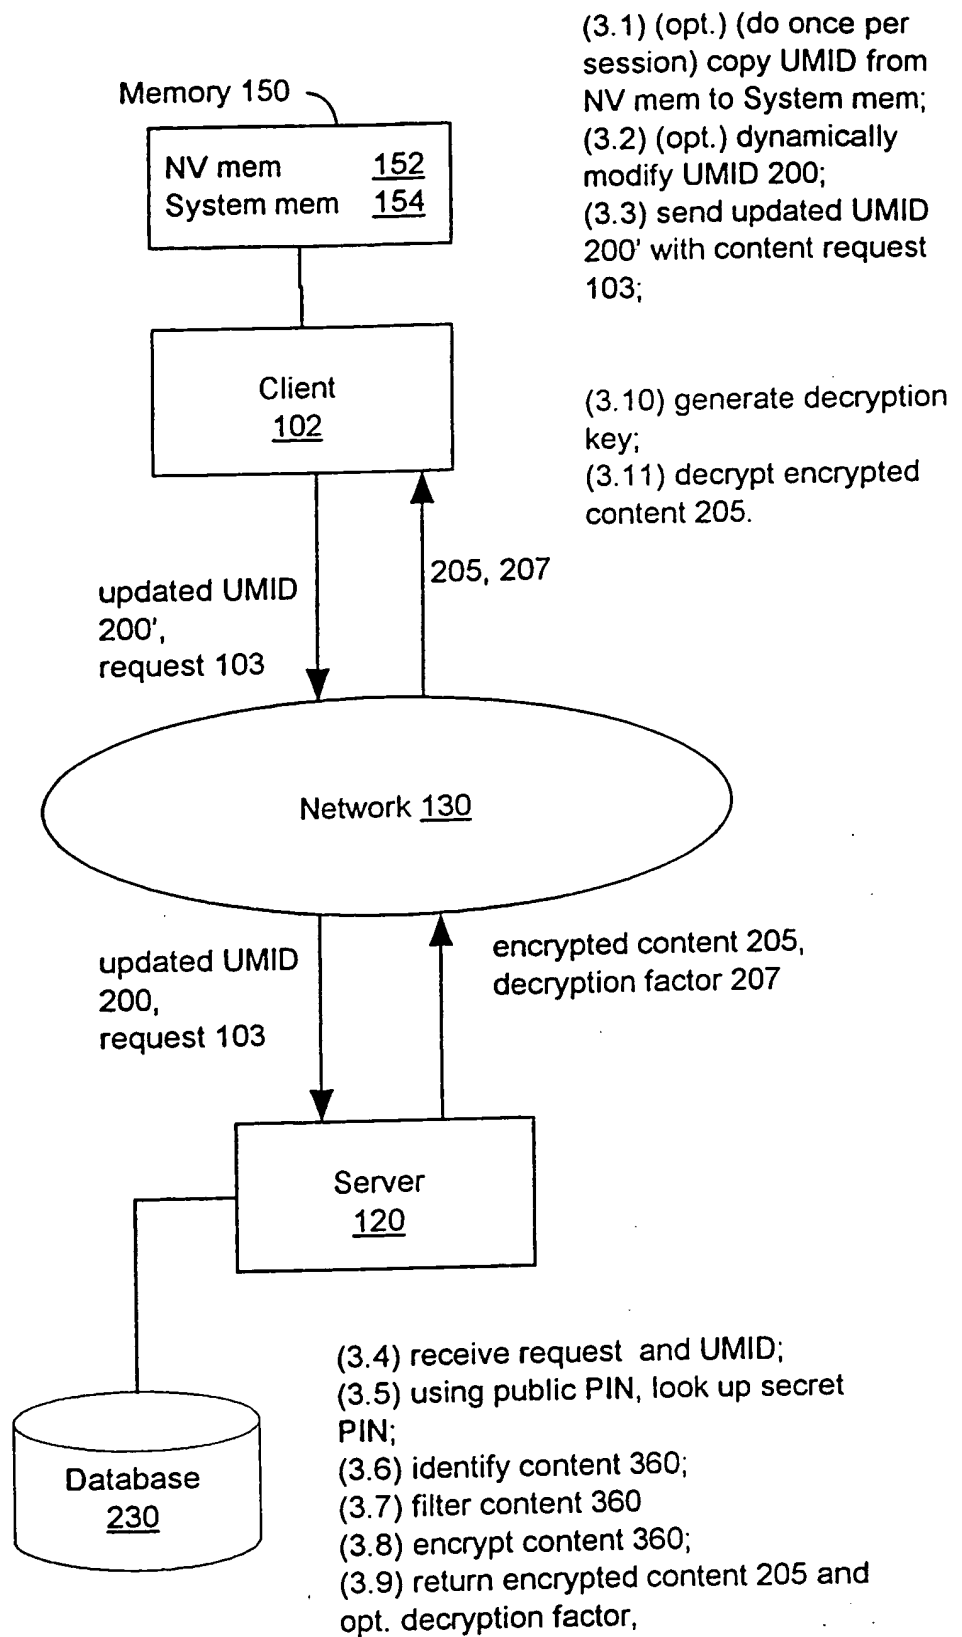 (3.1) (opt.) (do once per
session) copy UMID from
NV mem to System mem;
(3.2) (opt.) dynamically
modify UMID 200;
(3.3) send updated UMID
200' with content request
103;
Memory 150
NV mem 152
System mem 154
Client
102
(3.10) generate decryption
key;
(3.11) decrypt encrypted
content 205.
updated UMID
200',
request 103
205, 207
Network 130
updated UMID
200,
request 103
encrypted content 205,
decryption factor 207
Server
120
(3.4) receive request and UMID;
(3.5) using public PIN, look up secret
PIN;
(3.6) identify content 360;
(3.7) filter content 360
(3.8) encrypt content 360;
(3.9) return encrypted content 205 and
opt. decryption factor,
Database
230